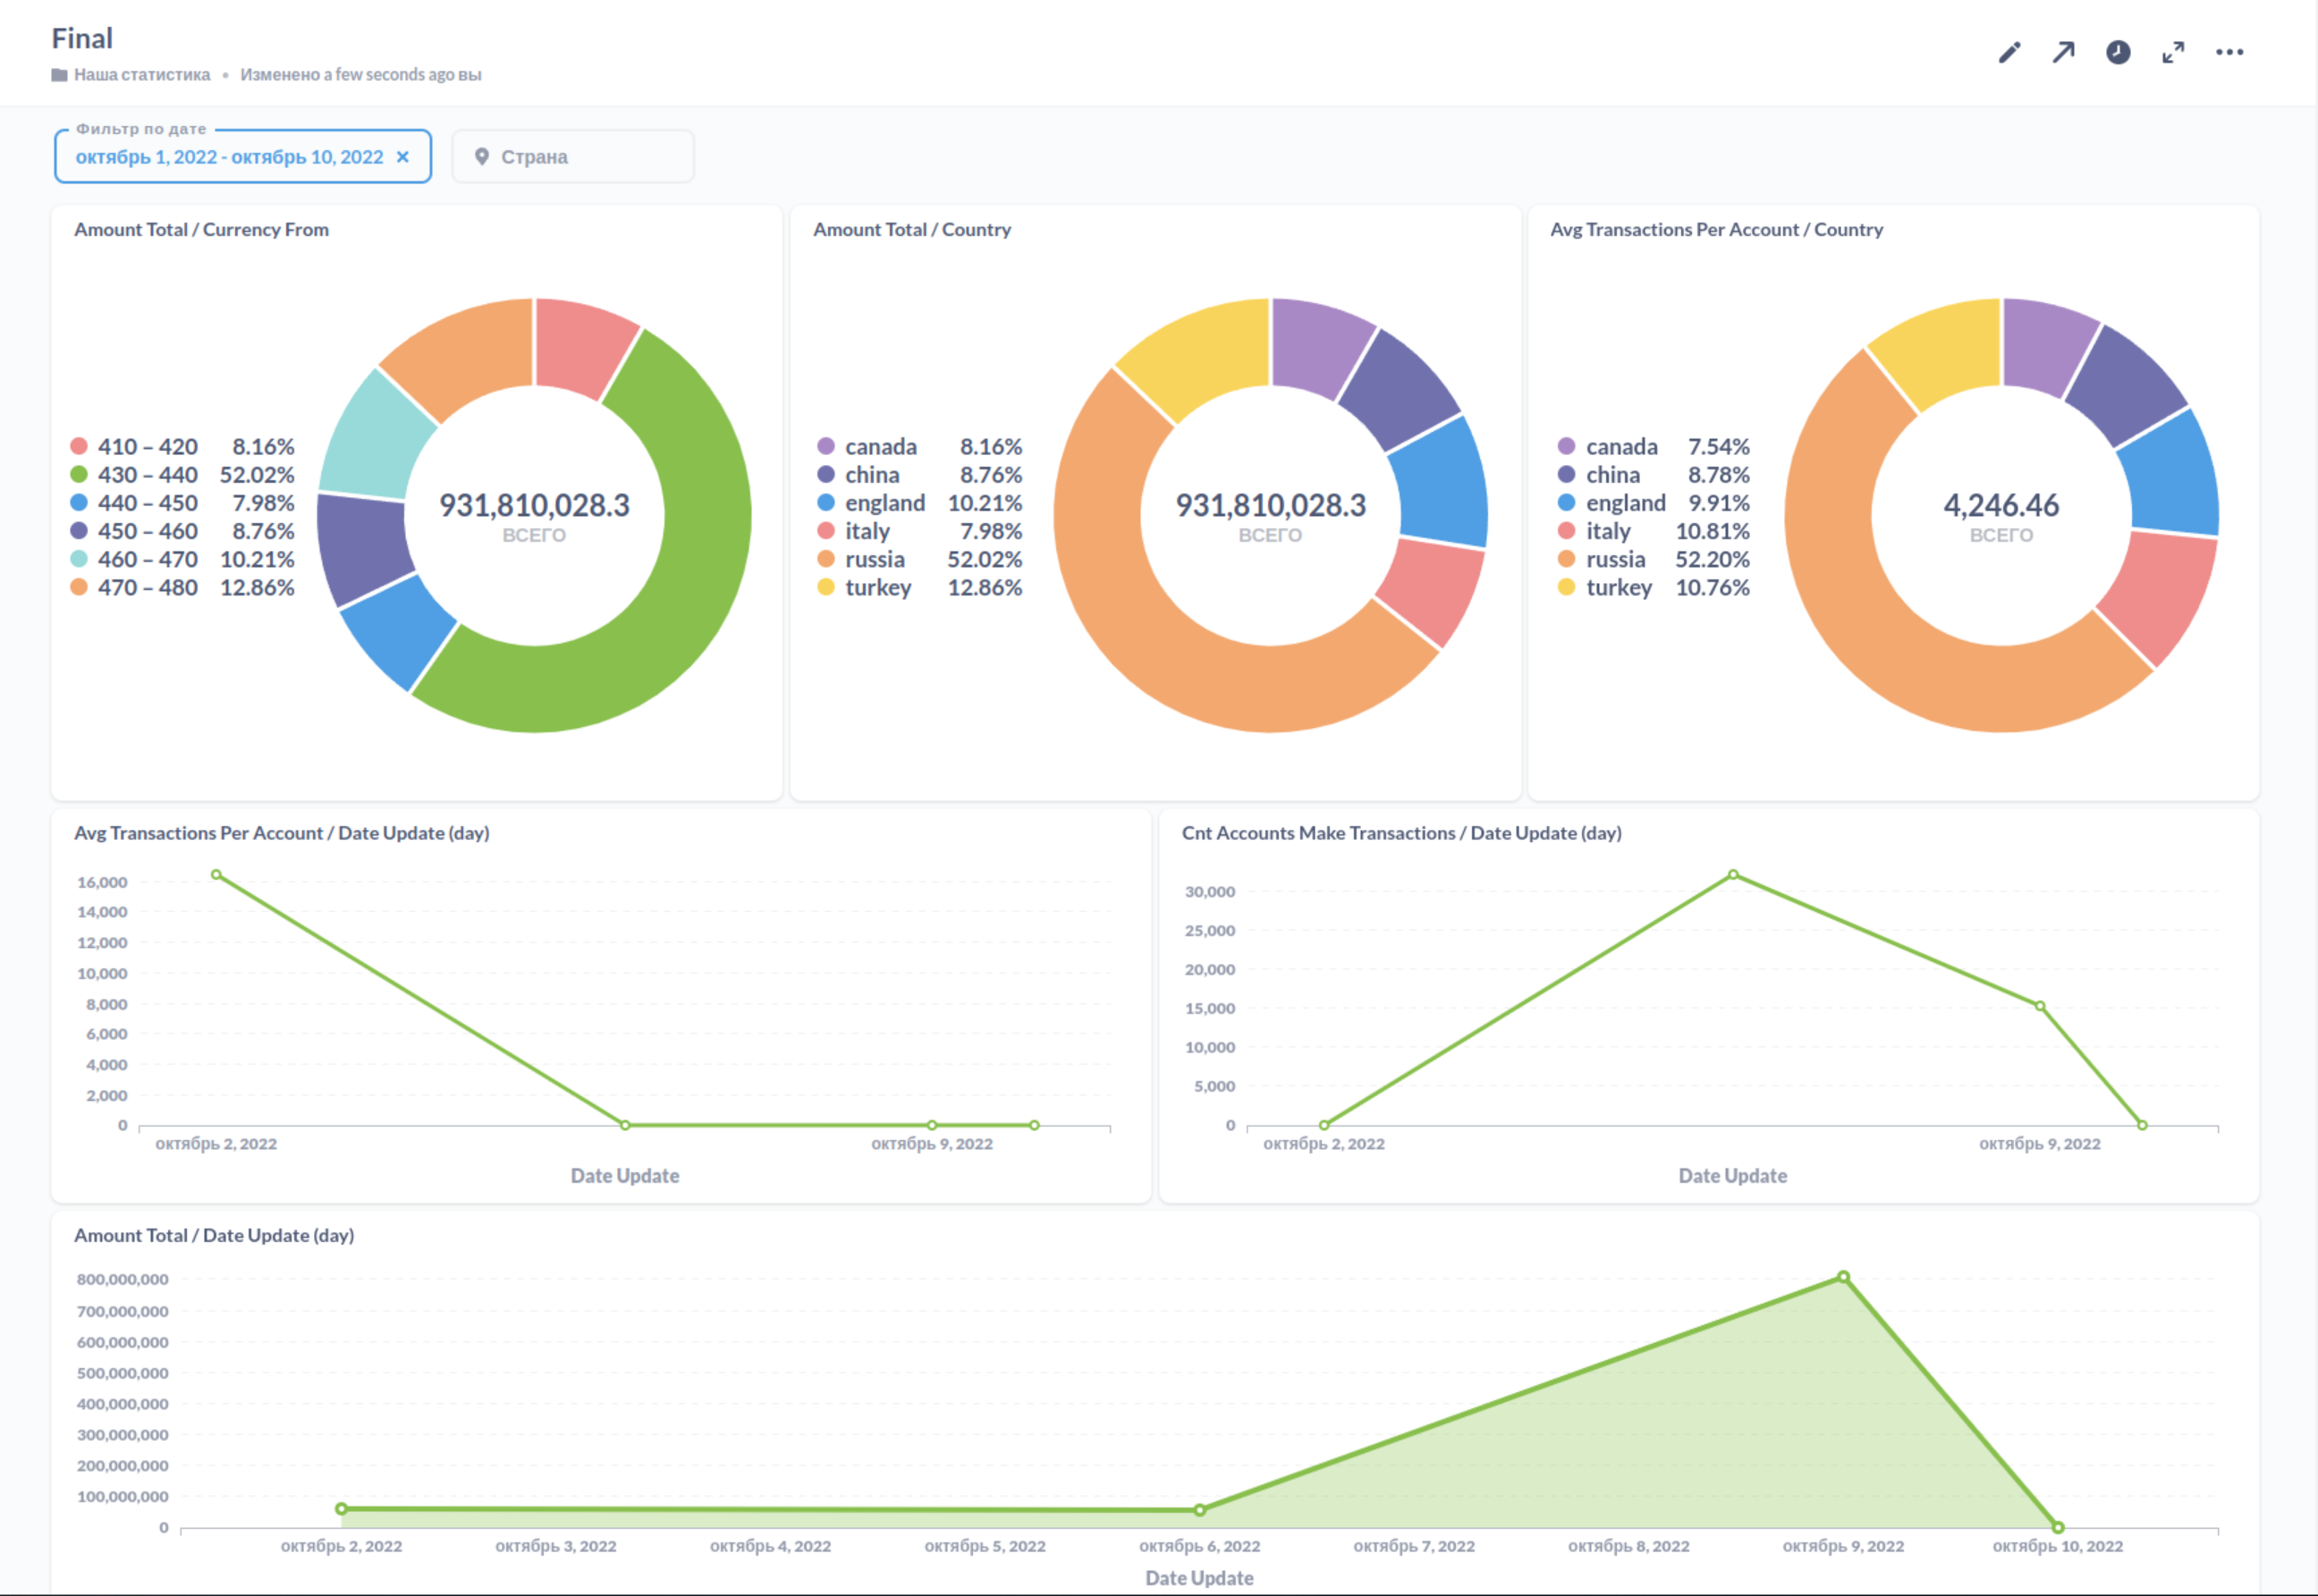 Final
Наша статистика • Изменено a few seconds ago вы
Фильтр по дате
октябрь 1, 2022 - октябрь 10, 2022 ×
Страна
Amount Total / Currency From
410 – 420 8.16%
430 – 440 52.02%
440 – 450 7.98%
450 – 460 8.76%
460 – 470 10.21%
470 – 480 12.86%
931,810,028.3
ВСЕГО
Amount Total / Country
canada 8.16%
china 8.76%
england 10.21%
italy 7.98%
russia 52.02%
turkey 12.86%
931,810,028.3
ВСЕГО
Avg Transactions Per Account / Country
canada 7.54%
china 8.78%
england 9.91%
italy 10.81%
russia 52.20%
turkey 10.76%
4,246.46
ВСЕГО
Avg Transactions Per Account / Date Update (day)
16,000
14,000
12,000
10,000
8,000
6,000
4,000
2,000
0
октябрь 2, 2022 октябрь 9, 2022
Date Update
Cnt Accounts Make Transactions / Date Update (day)
30,000
25,000
20,000
15,000
10,000
5,000
0
октябрь 2, 2022 октябрь 9, 2022
Date Update
Amount Total / Date Update (day)
800,000,000
700,000,000
600,000,000
500,000,000
400,000,000
300,000,000
200,000,000
100,000,000
0
октябрь 2, 2022 октябрь 3, 2022 октябрь 4, 2022 октябрь 5, 2022 октябрь 6, 2022 октябрь 7, 2022 октябрь 8, 2022 октябрь 9, 2022 октябрь 10, 2022
Date Update